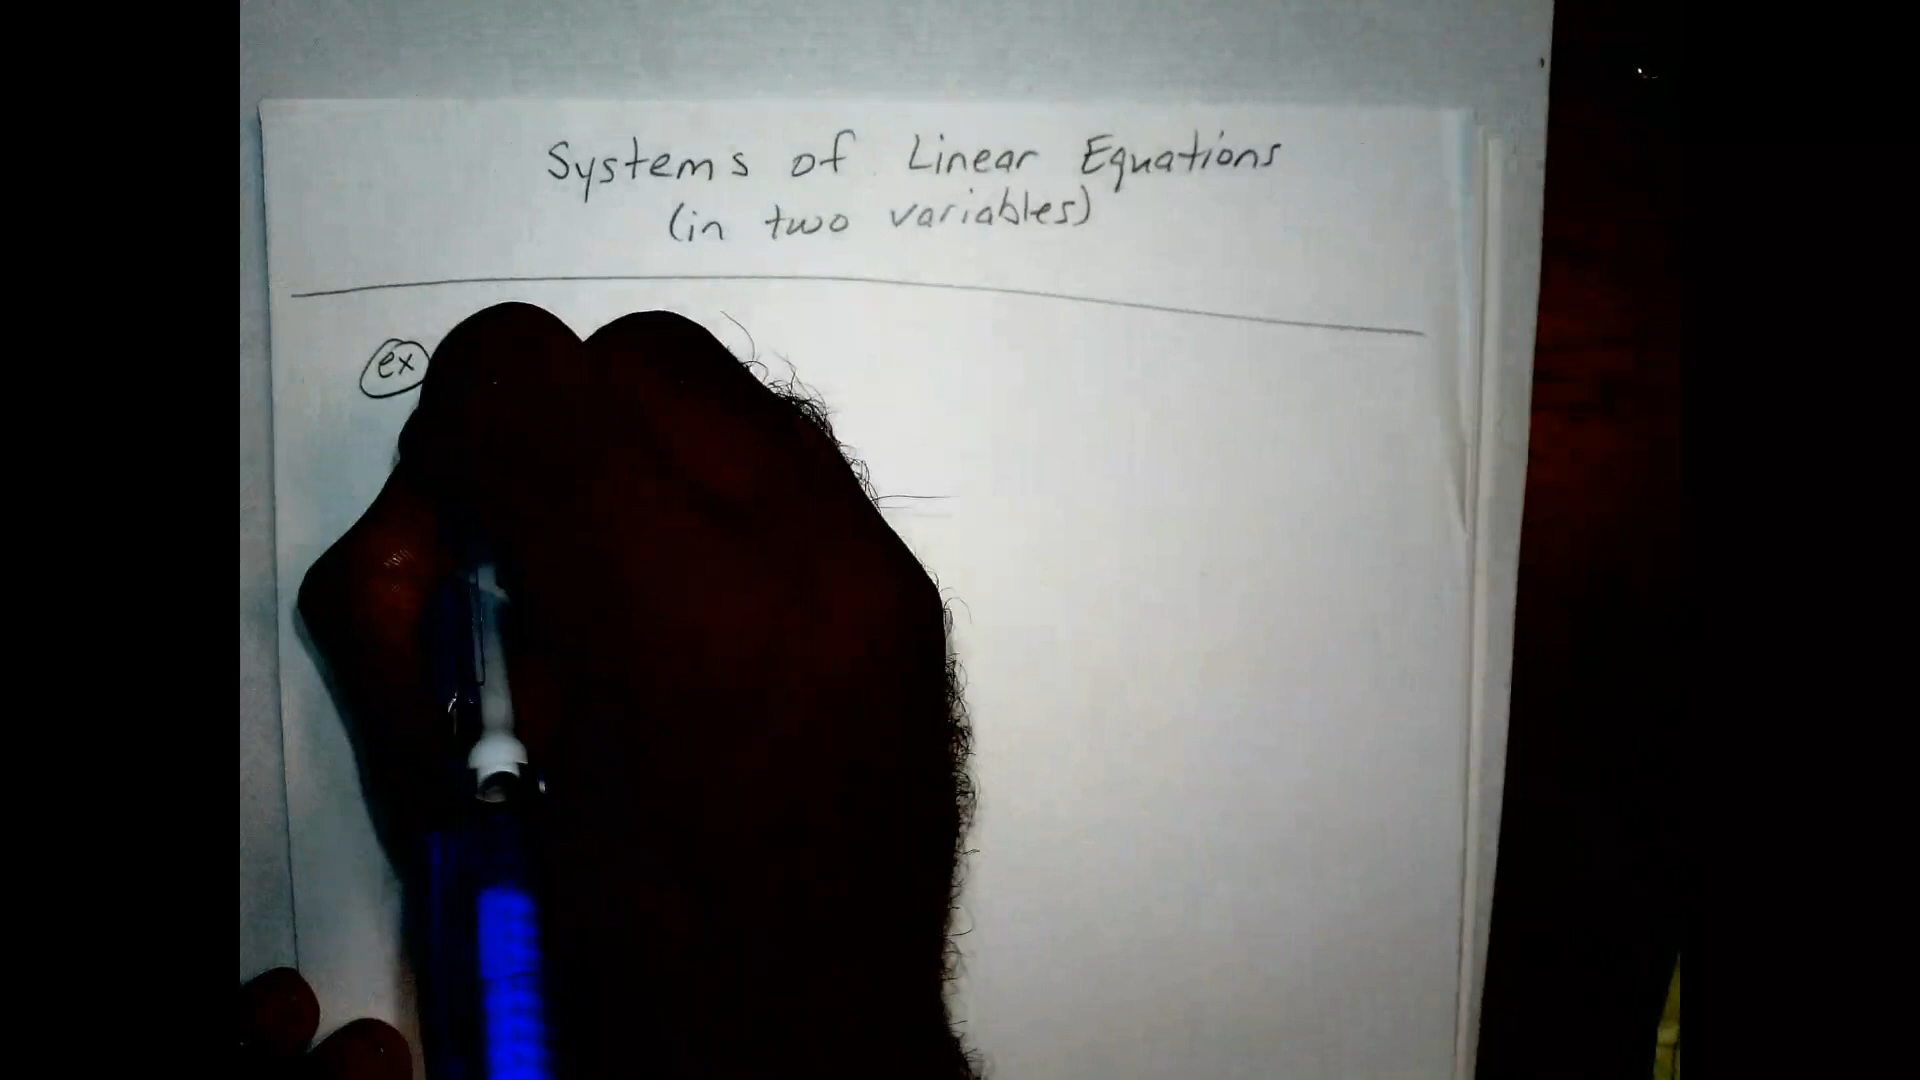 Systems of Linear Equations
(in two variables)
ex